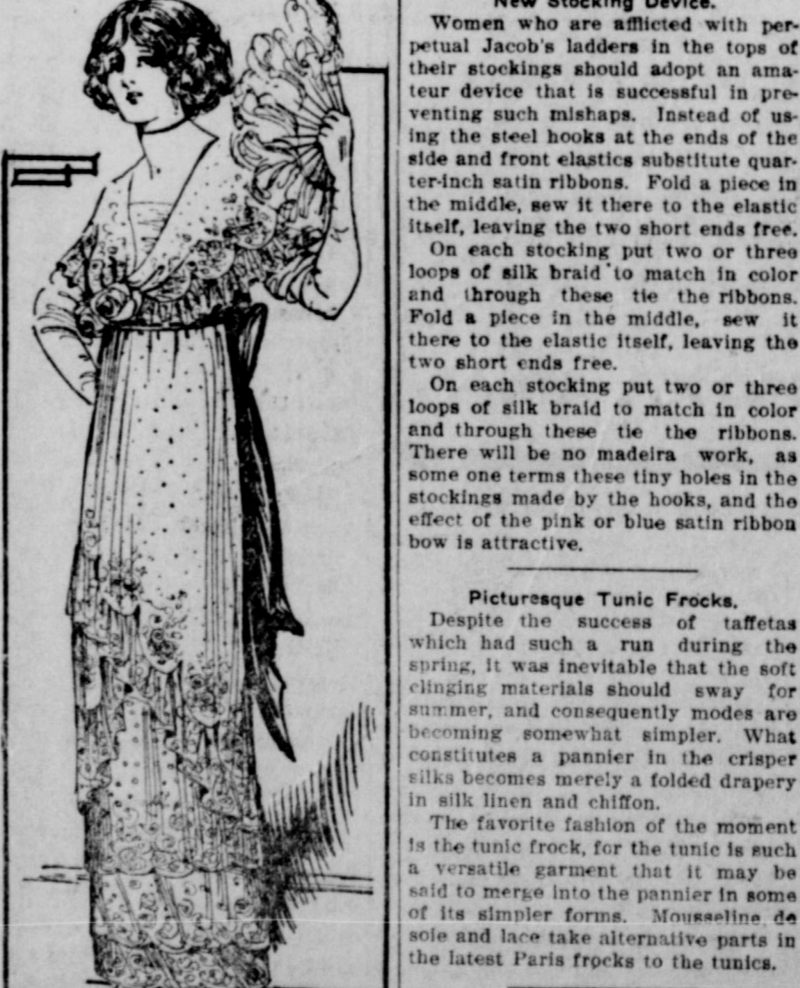 New Stocking Device.
Women who are afflicted with per-
petual Jacob's ladders in the tops of
their stockings should adopt an ama-
teur device that is successful in pre-
venting such mishaps. Instead of us-
ing the steel hooks at the ends of the
side and front elastics substitute quar-
ter-inch satin ribbons. Fold a piece in
the middle, sew it there to the elastic
itself, leaving the two short ends free.
On each stocking put two or three
loops of silk braid to match in color
and through these tie the ribbons.
Fold a piece in the middle, sew it
there to the elastic itself, leaving the
two short ends free.
On each stocking put two or three
loops of silk braid to match in color
and through these tie the ribbons.
There will be no madeira work, as
some one terms these tiny holes in the
stockings made by the hooks, and the
effect of the pink or blue satin ribbon
bow is attractive.
Picturesque Tunic Frocks.
Despite the success of taffetas
which had such a run during the
spring, it was inevitable that the soft
clinging materials should sway for
summer, and consequently modes are
becoming somewhat simpler. What
constitutes a pannier in the crisper
silks becomes merely a folded drapery
in silk linen and chiffon.
The favorite fashion of the moment
is the tunic frock, for the tunic is such
a versatile garment that it may be
said to merge into the pannier in some
of its simpler forms. Mousseline de
soie and lace take alternative parts in
the latest Paris frocks to the tunics.